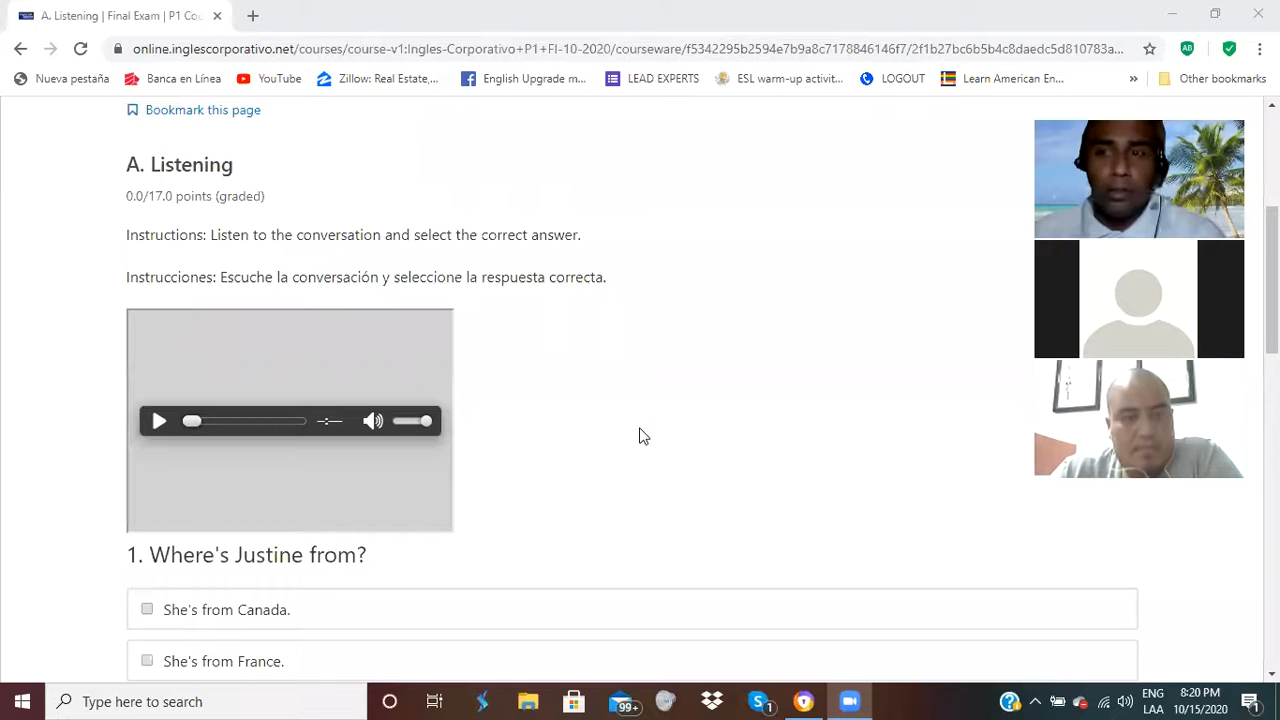 A. Listening | Final Exam | P1 Co
online.inglescorporativo.net/courses/course-v1:Ingles-Corporativo+P1+FI-10-2020/courseware/f5342295b2594e7b9a8c7178846146f7/2f1b27bc6b5b4c8daedc5d810783a...
Nueva pestaña
Banca en Línea
YouTube
Zillow: Real Estate,...
English Upgrade m...
LEAD EXPERTS
ESL warm-up activit...
LOGOUT
Learn American En...
»
Other bookmarks
Bookmark this page
A. Listening
0.0/17.0 points (graded)
Instructions: Listen to the conversation and select the correct answer.
Instrucciones: Escuche la conversación y seleccione la respuesta correcta.
--:--
1. Where's Justine from?
She's from Canada.
She's from France.
Type here to search
99+
1
ENG
LAA
8:20 PM
10/15/2020
1